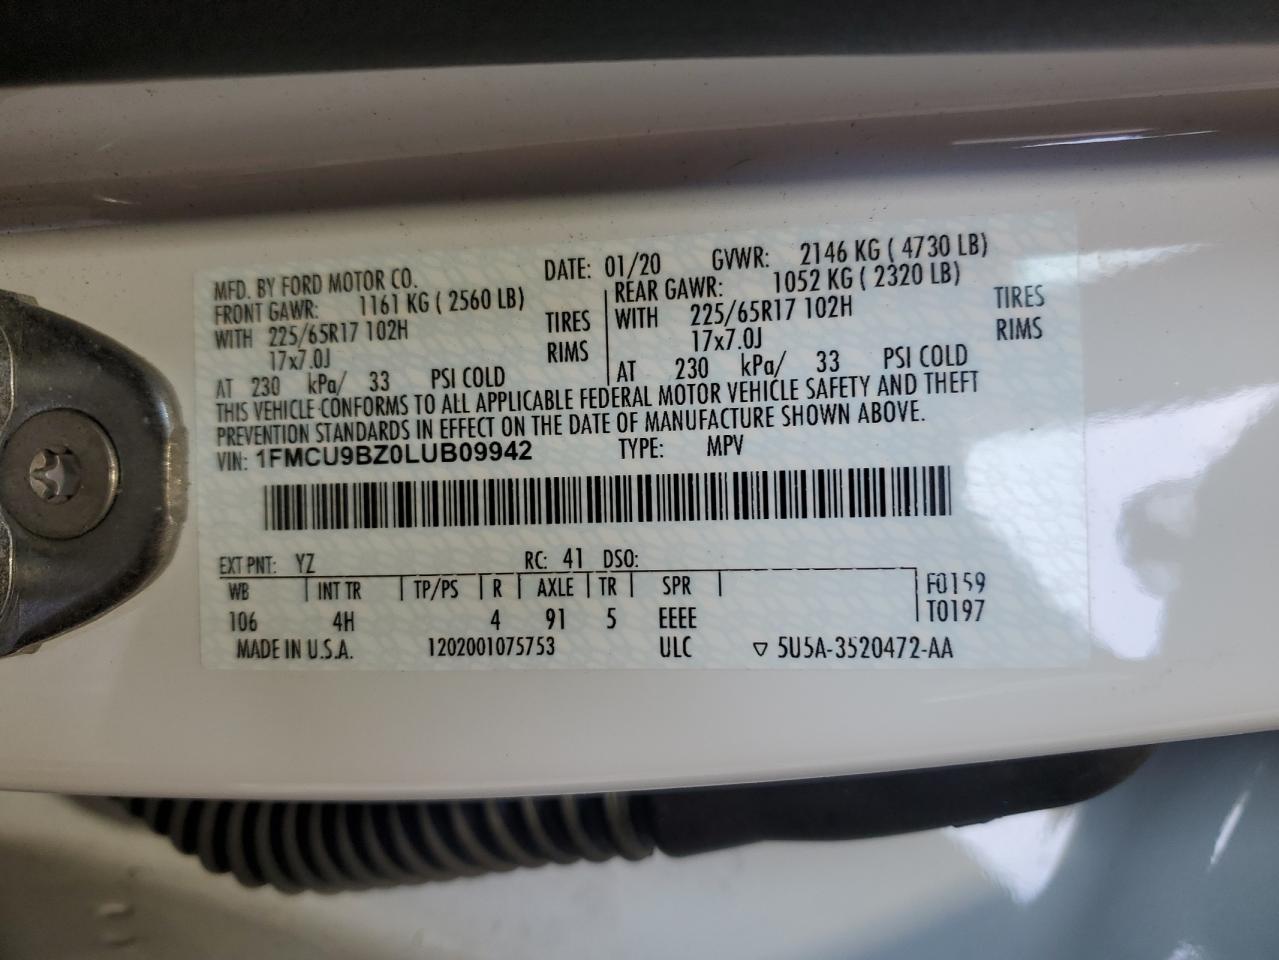 MFD. BY FORD MOTOR CO. DATE: 01/20 GVWR: 2146 KG ( 4730 LB)
FRONT GAWR: 1161 KG ( 2560 LB) REAR GAWR: 1052 KG ( 2320 LB)
WITH 225/65R17 102H TIRES WITH 225/65R17 102H TIRES
17x7.0J RIMS 17x7.0J RIMS
AT 230 kPa/ 33 PSI COLD AT 230 kPa/ 33 PSI COLD
THIS VEHICLE CONFORMS TO ALL APPLICABLE FEDERAL MOTOR VEHICLE SAFETY AND THEFT
PREVENTION STANDARDS IN EFFECT ON THE DATE OF MANUFACTURE SHOWN ABOVE.
VIN: 1FMCU9BZ0LUB09942 TYPE: MPV
EXT PNT: YZ RC: 41 DSO:
WB INT TR TP/PS R AXLE TR SPR F0159
106 4H 4 91 5 EEEE T0197
MADE IN U.S.A. 1202001075753 ULC ▽ 5U5A-3520472-AA